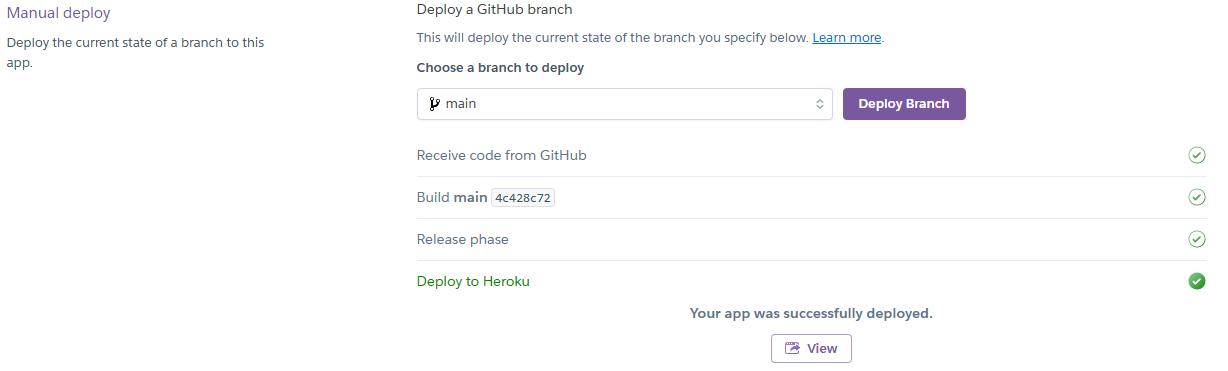 Manual deploy
Deploy the current state of a branch to this
app.
Deploy a GitHub branch
This will deploy the current state of the branch you specify below. Learn more.
Choose a branch to deploy
main
Deploy Branch
Receive code from GitHub
Build main 4c428c72
Release phase
Deploy to Heroku
Your app was successfully deployed.
View